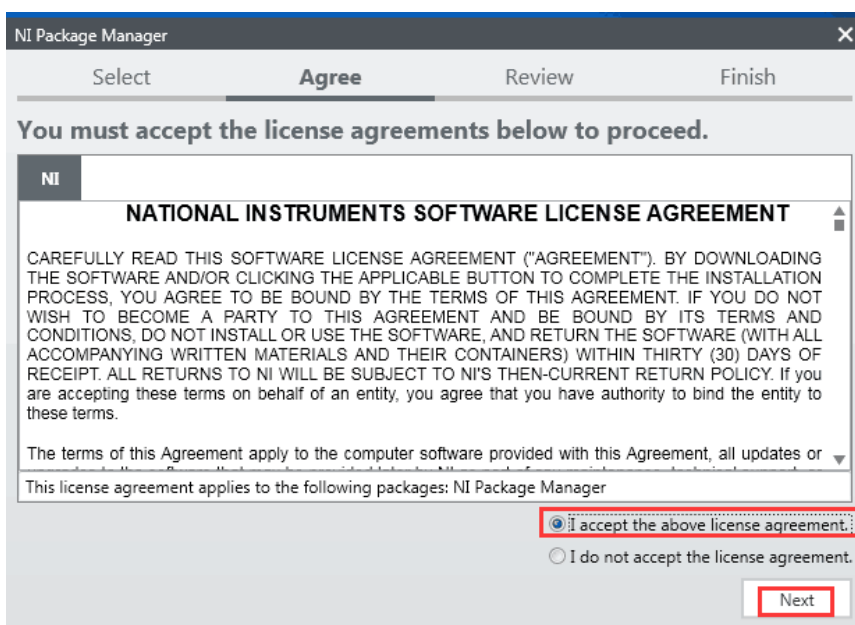 NI Package Manager
Select Agree Review Finish
You must accept the license agreements below to proceed.
NI
NATIONAL INSTRUMENTS SOFTWARE LICENSE AGREEMENT
CAREFULLY READ THIS SOFTWARE LICENSE AGREEMENT ("AGREEMENT"). BY DOWNLOADING
THE SOFTWARE AND/OR CLICKING THE APPLICABLE BUTTON TO COMPLETE THE INSTALLATION
PROCESS, YOU AGREE TO BE BOUND BY THE TERMS OF THIS AGREEMENT. IF YOU DO NOT
WISH TO BECOME A PARTY TO THIS AGREEMENT AND BE BOUND BY ITS TERMS AND
CONDITIONS, DO NOT INSTALL OR USE THE SOFTWARE, AND RETURN THE SOFTWARE (WITH ALL
ACCOMPANYING WRITTEN MATERIALS AND THEIR CONTAINERS) WITHIN THIRTY (30) DAYS OF
RECEIPT. ALL RETURNS TO NI WILL BE SUBJECT TO NI'S THEN-CURRENT RETURN POLICY. If you
are accepting these terms on behalf of an entity, you agree that you have authority to bind the entity to
these terms.
The terms of this Agreement apply to the computer software provided with this Agreement, all updates or
This license agreement applies to the following packages: NI Package Manager
I accept the above license agreement.
I do not accept the license agreement.
Next